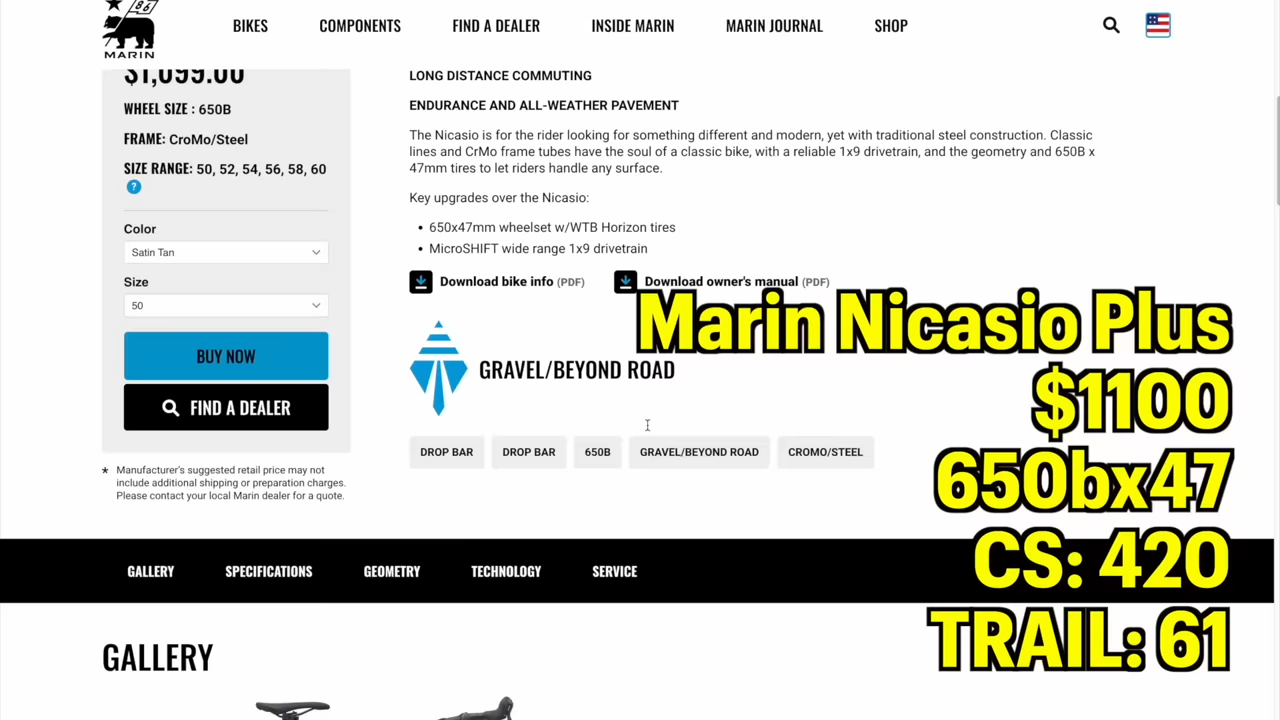 86
MARIN
BIKES
COMPONENTS
FIND A DEALER
INSIDE MARIN
MARIN JOURNAL
SHOP
$1,099.00
WHEEL SIZE : 650B
FRAME: CroMo/Steel
SIZE RANGE: 50, 52, 54, 56, 58, 60
?
Color
Satin Tan
Size
50
BUY NOW
FIND A DEALER
* Manufacturer's suggested retail price may not
include additional shipping or preparation charges.
Please contact your local Marin dealer for a quote.
LONG DISTANCE COMMUTING
ENDURANCE AND ALL-WEATHER PAVEMENT
The Nicasio is for the rider looking for something different and modern, yet with traditional steel construction. Classic
lines and CrMo frame tubes have the soul of a classic bike, with a reliable 1x9 drivetrain, and the geometry and 650B x
47mm tires to let riders handle any surface.
Key upgrades over the Nicasio:
• 650x47mm wheelset w/WTB Horizon tires
• MicroSHIFT wide range 1x9 drivetrain
Download bike info (PDF)
Download owner's manual (PDF)
GRAVEL/BEYOND ROAD
DROP BAR
DROP BAR
650B
GRAVEL/BEYOND ROAD
CROMO/STEEL
Marin Nicasio Plus
$1100
650bx47
CS: 420
TRAIL: 61
GALLERY
SPECIFICATIONS
GEOMETRY
TECHNOLOGY
SERVICE
GALLERY